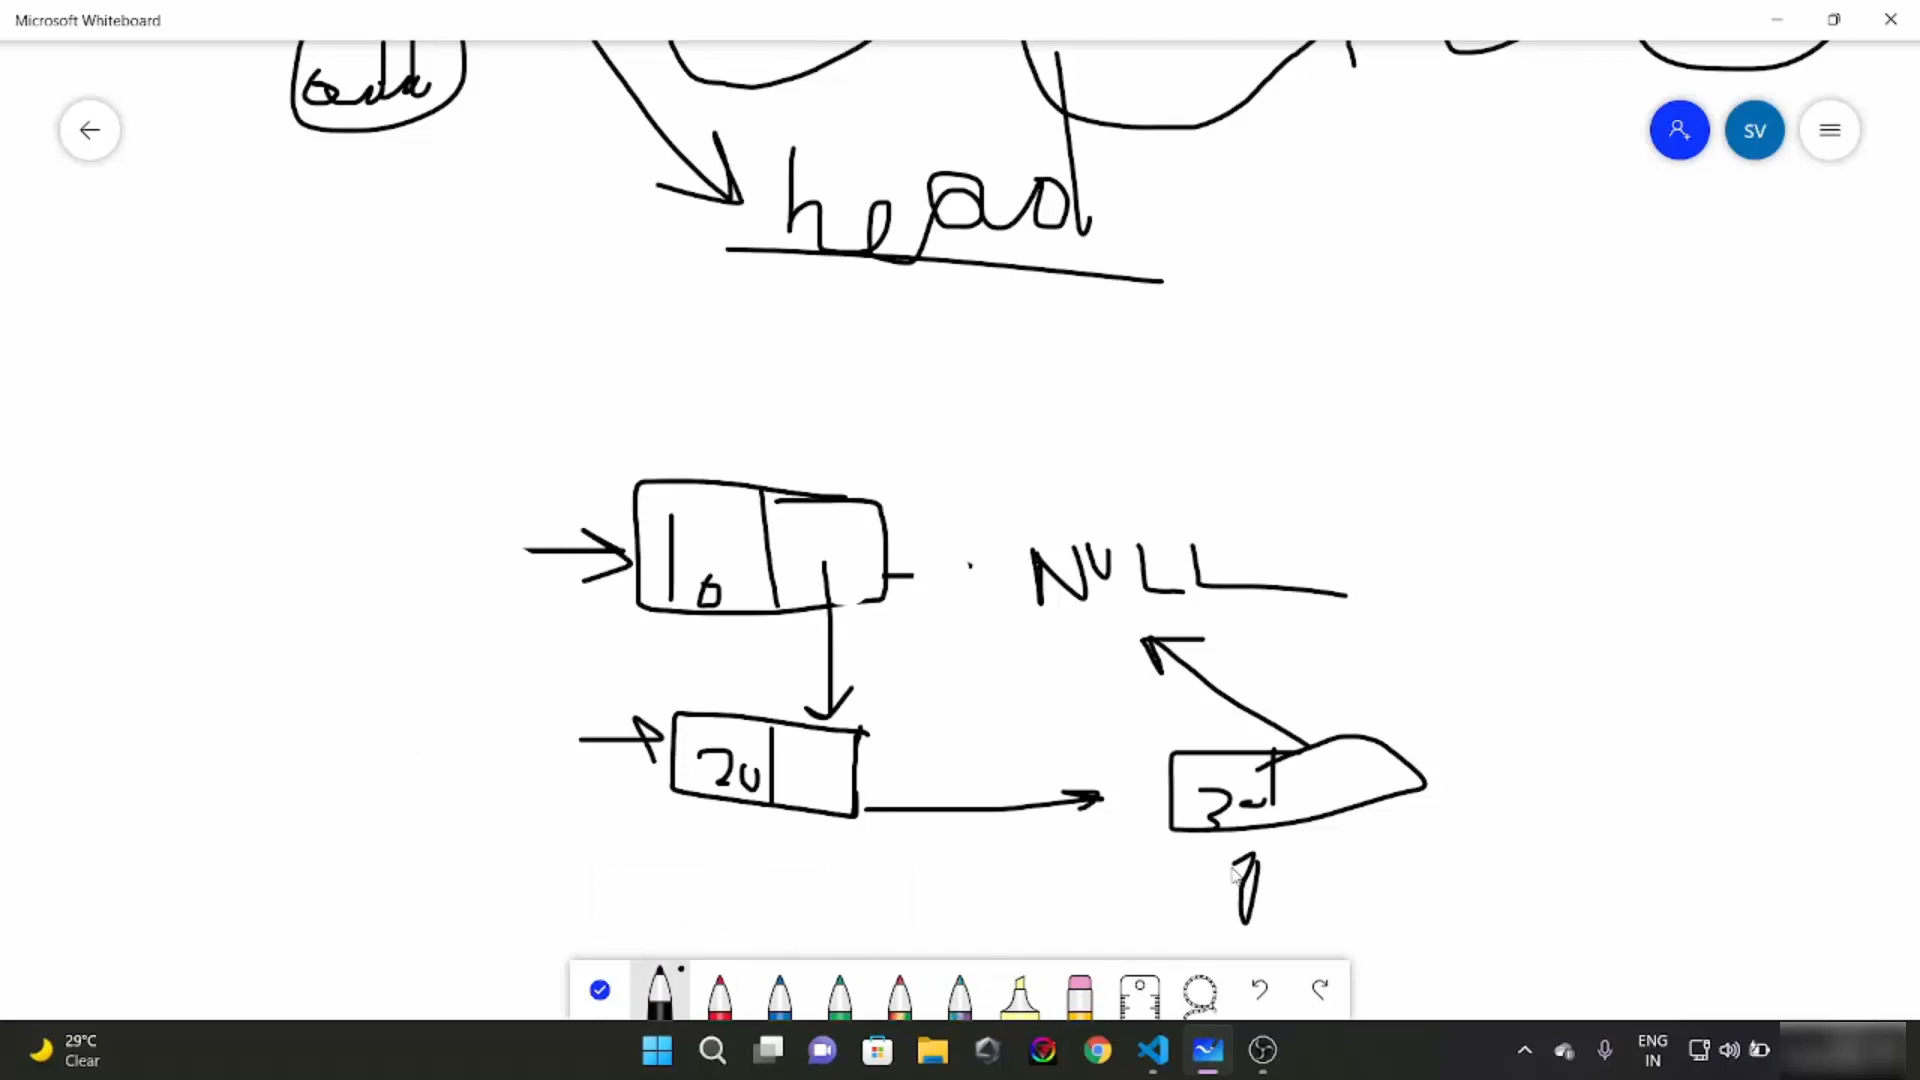 Microsoft Whiteboard
SV
head
10
NULL
20
30
29°C
Clear
ENG
IN